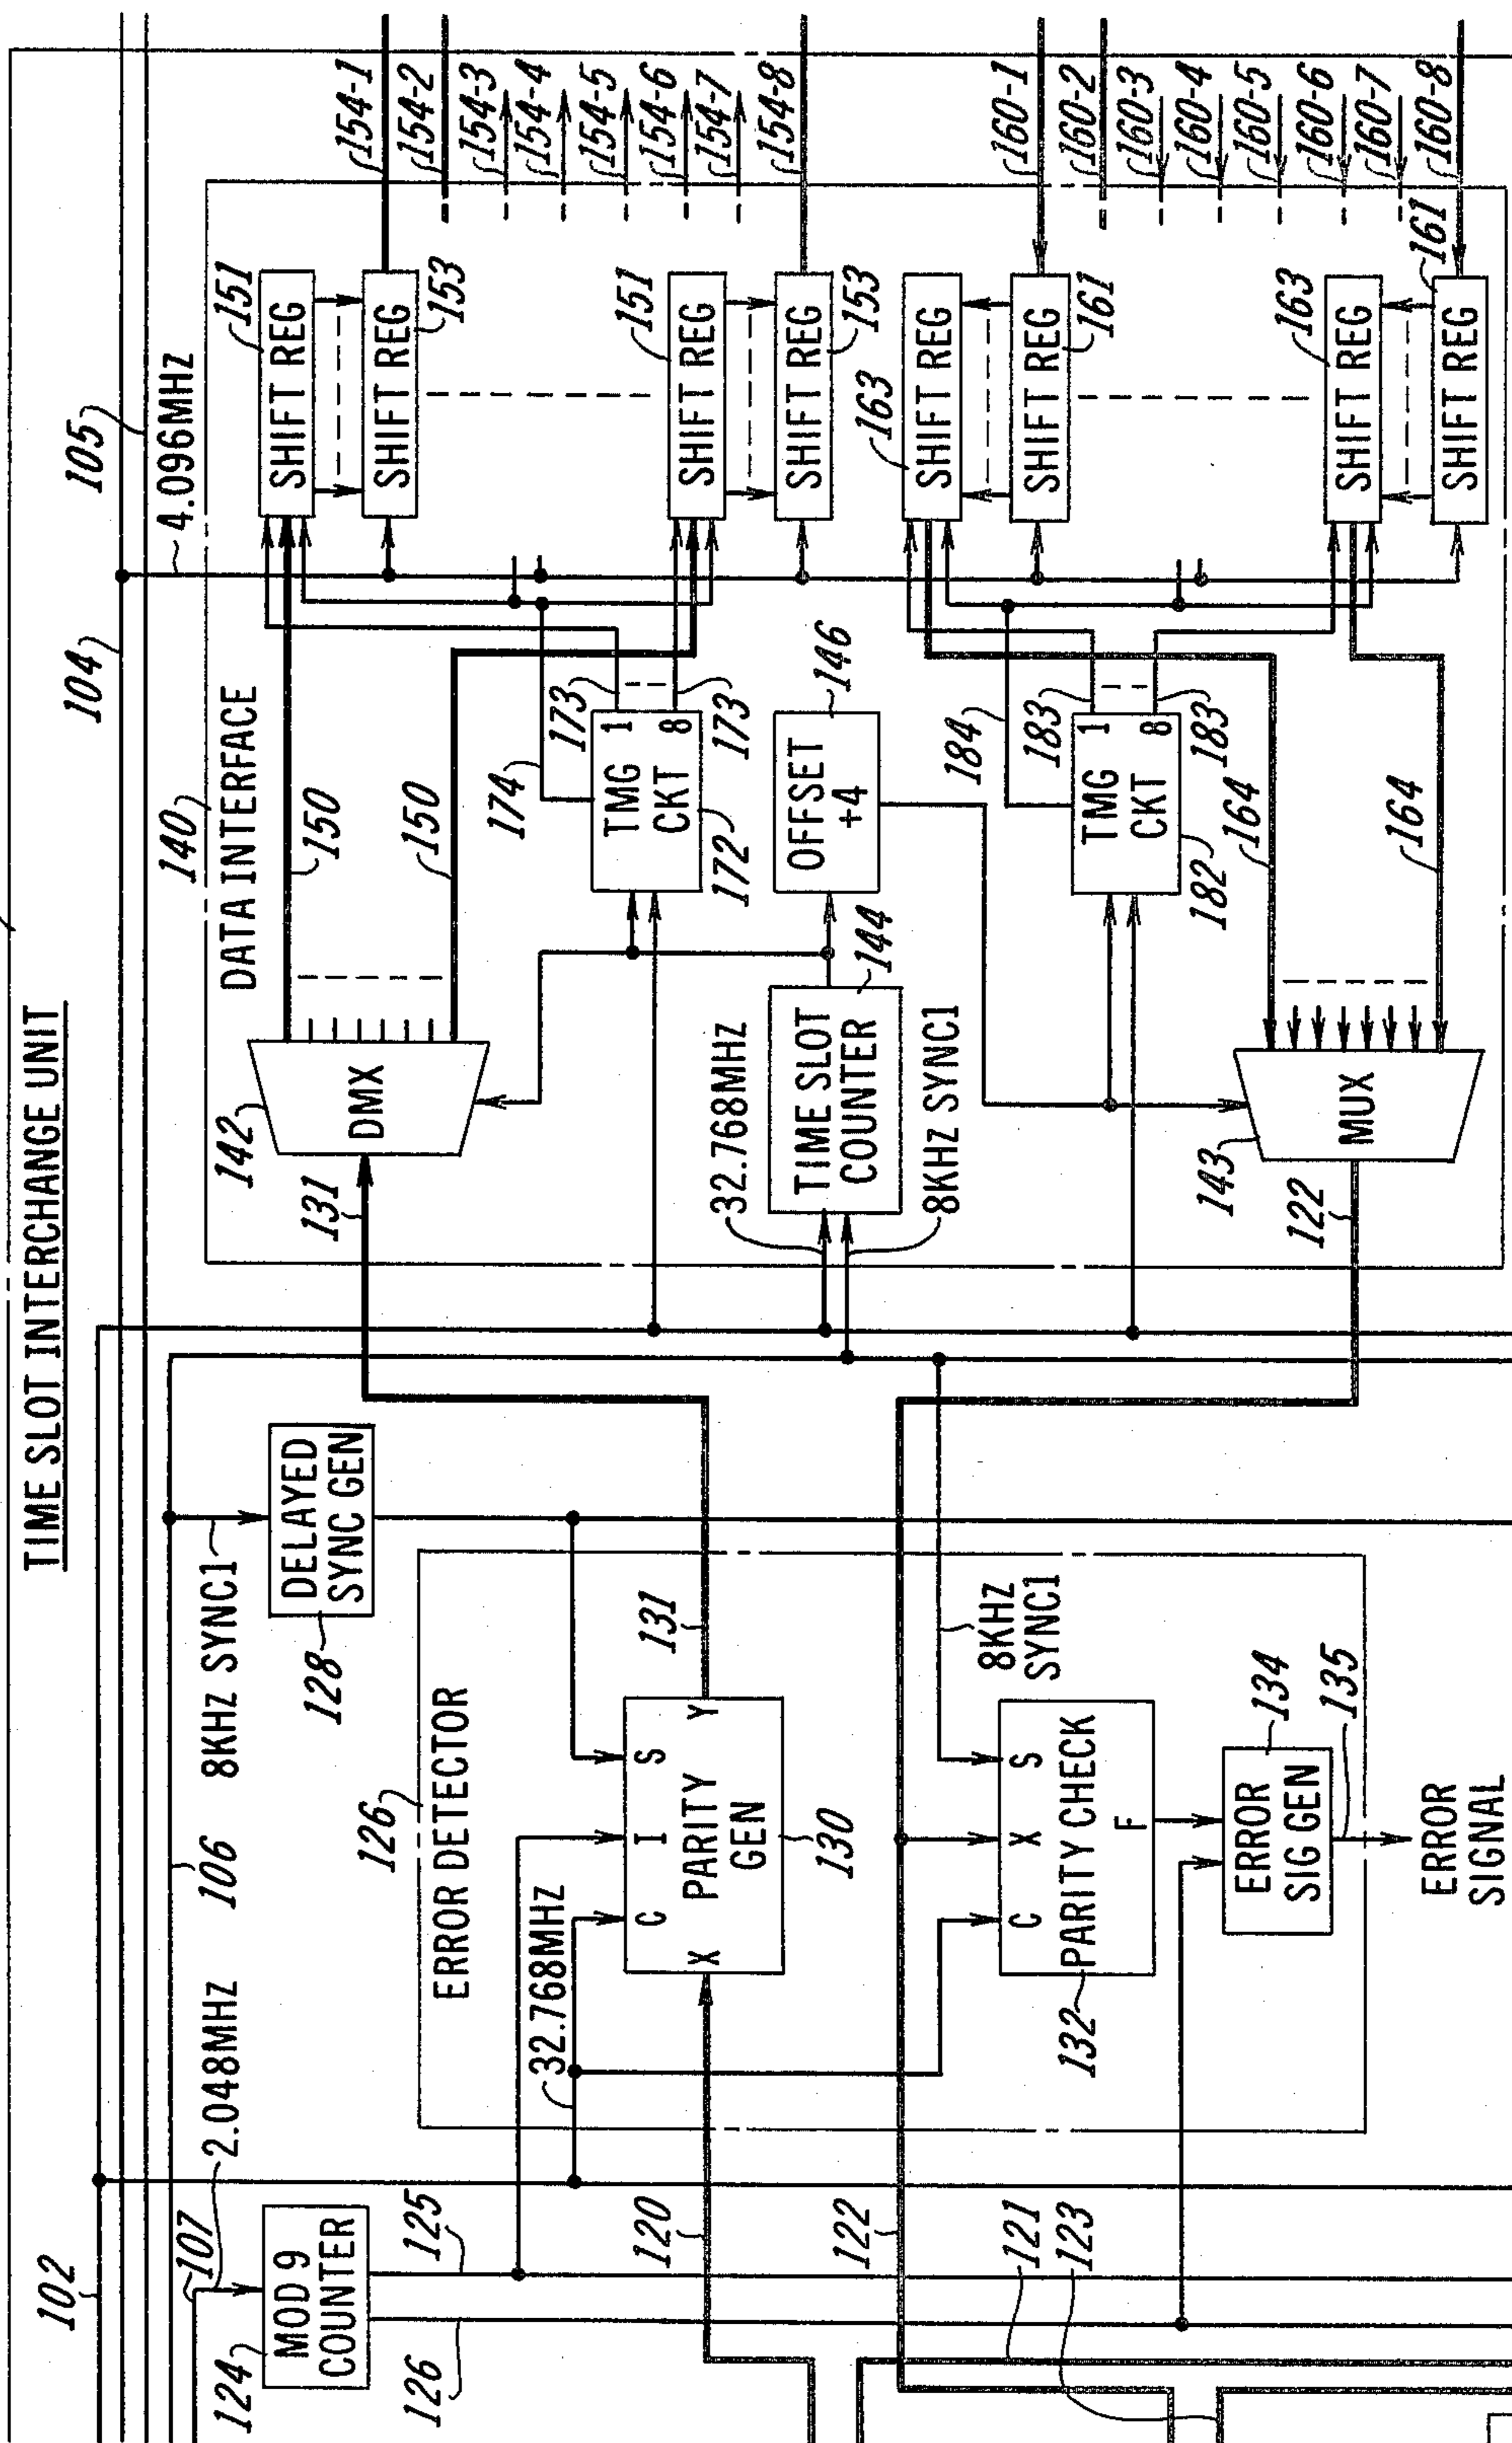 TIME SLOT INTERCHANGE UNIT
102
104
105
4.096MHZ
107
2.048MHZ
106
8KHZ SYNC1
124
MOD 9
COUNTER
126
125
128
DELAYED
SYNC GEN
126
ERROR DETECTOR
32.768MHZ
120
X
C
I
S
Y
PARITY
GEN
130
131
131
122
8KHZ
SYNC1
C
X
S
PARITY CHECK
F
132
ERROR
SIG GEN
134
135
ERROR
SIGNAL
121
123
122
140
DATA INTERFACE
142
DMX
150
150
32.768MHZ
TIME SLOT
COUNTER
144
8KHZ SYNC1
143
MUX
174
TMG
CKT
1
8
172
173
173
OFFSET
+4
146
184
TMG
CKT
1
8
182
183
183
164
164
SHIFT REG
151
SHIFT REG
153
SHIFT REG
151
SHIFT REG
153
163
SHIFT REG
SHIFT REG
161
SHIFT REG
163
SHIFT REG
161
154-1
154-2
154-3
154-4
154-5
154-6
154-7
154-8
160-1
160-2
160-3
160-4
160-5
160-6
160-7
160-8